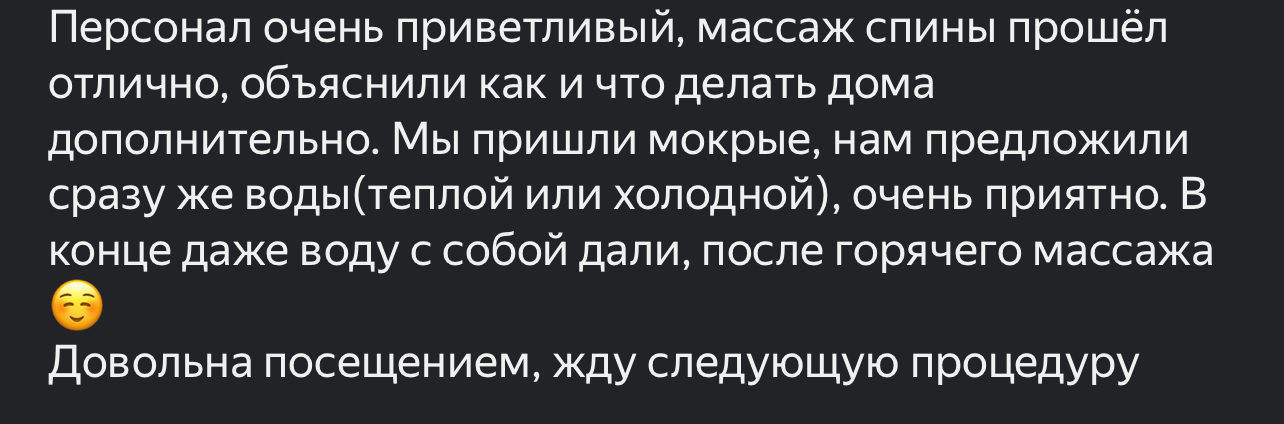 Персонал очень приветливый, массаж спины прошёл
отлично, объяснили как и что делать дома
дополнительно. Мы пришли мокрые, нам предложили
сразу же воды(теплой или холодной), очень приятно. В
конце даже воду с собой дали, после горячего массажа
☺️
Довольна посещением, жду следующую процедуру